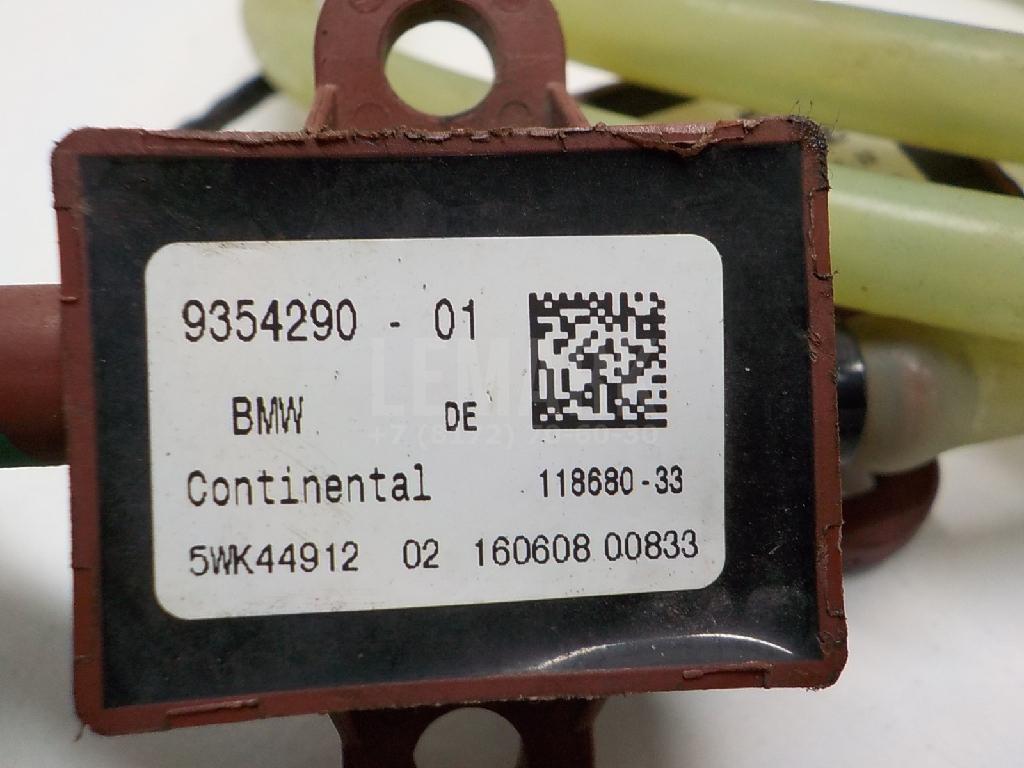 9354290 - 01
BMW DE
Continental 118680-33
5WK44912 02 160608 00833